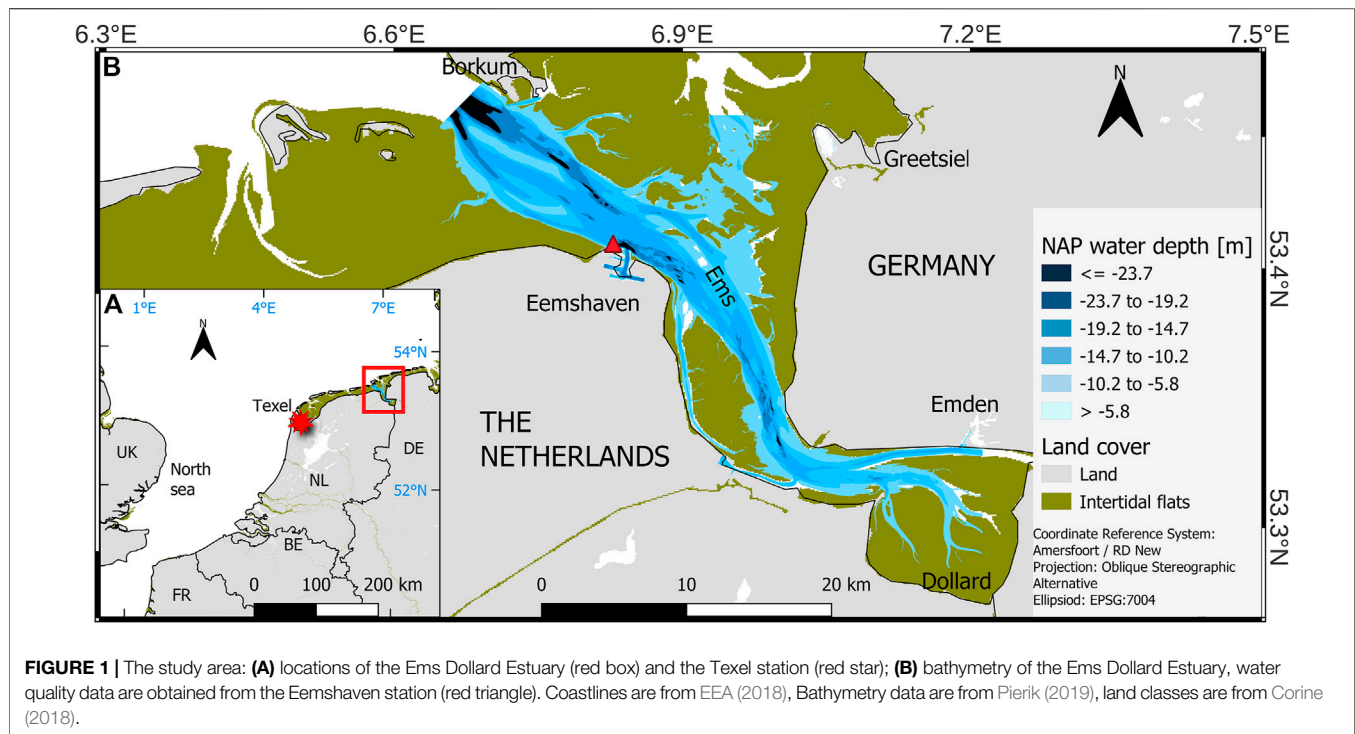 6.3°E 6.6°E 6.9°E 7.2°E 7.5°E
B
Borkum
N
Greetsiel
53.4°N
GERMANY
Ems
Eemshaven
Emden
THE
NETHERLANDS
Dollard
53.3°N
NAP water depth [m]
<= -23.7
-23.7 to -19.2
-19.2 to -14.7
-14.7 to -10.2
-10.2 to -5.8
> -5.8
Land cover
Land
Intertidal flats
Coordinate Reference System:
Amersfoort / RD New
Projection: Oblique Stereographic
Alternative
Ellipsiod: EPSG:7004
0 10 20 km
A
1°E 4°E 7°E
N
54°N
Texel
UK
North
sea
DE
NL
52°N
BE
FR
0 100 200 km
FIGURE 1 | The study area: (A) locations of the Ems Dollard Estuary (red box) and the Texel station (red star); (B) bathymetry of the Ems Dollard Estuary, water
quality data are obtained from the Eemshaven station (red triangle). Coastlines are from EEA (2018), Bathymetry data are from Pierik (2019), land classes are from Corine
(2018).